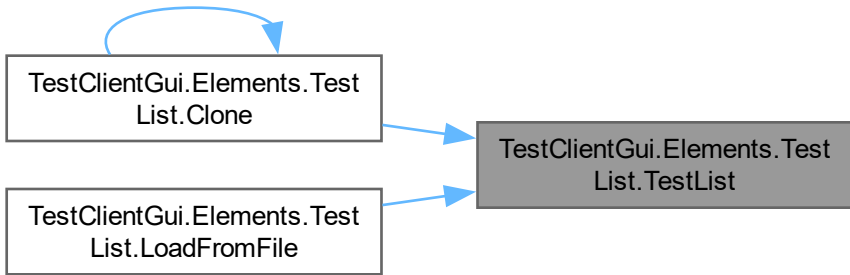 TestClientGui.Elements.Test
List.Clone
TestClientGui.Elements.Test
List.TestList
TestClientGui.Elements.Test
List.LoadFromFile